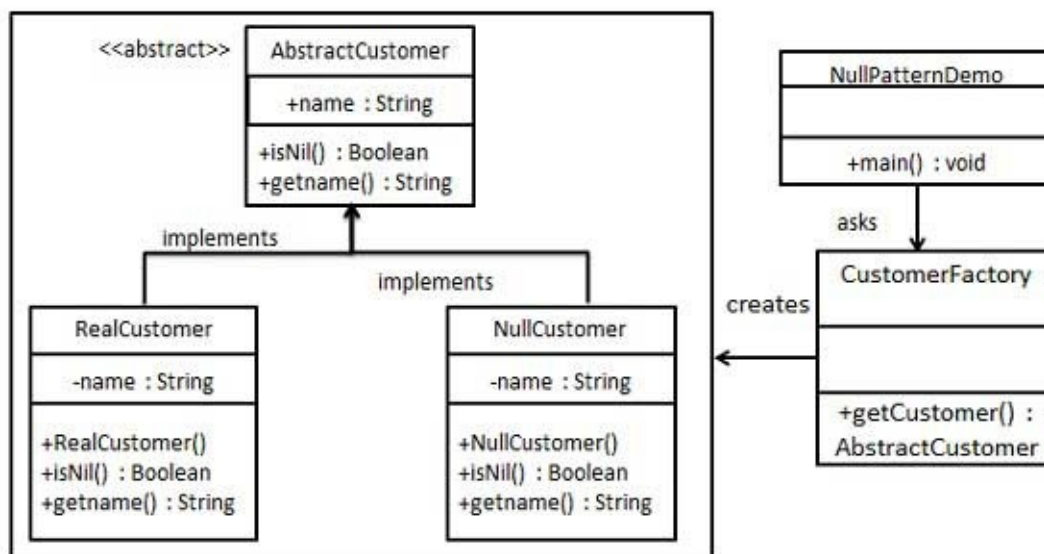 <<abstract>>
AbstractCustomer
+name : String
+isNil() : Boolean
+getname() : String
implements
implements
RealCustomer
-name : String
+RealCustomer()
+isNil() : Boolean
+getname() : String
NullCustomer
-name : String
+NullCustomer()
+isNil() : Boolean
+getname() : String
NullPatternDemo
+main() : void
asks
CustomerFactory
creates
+getCustomer() :
AbstractCustomer